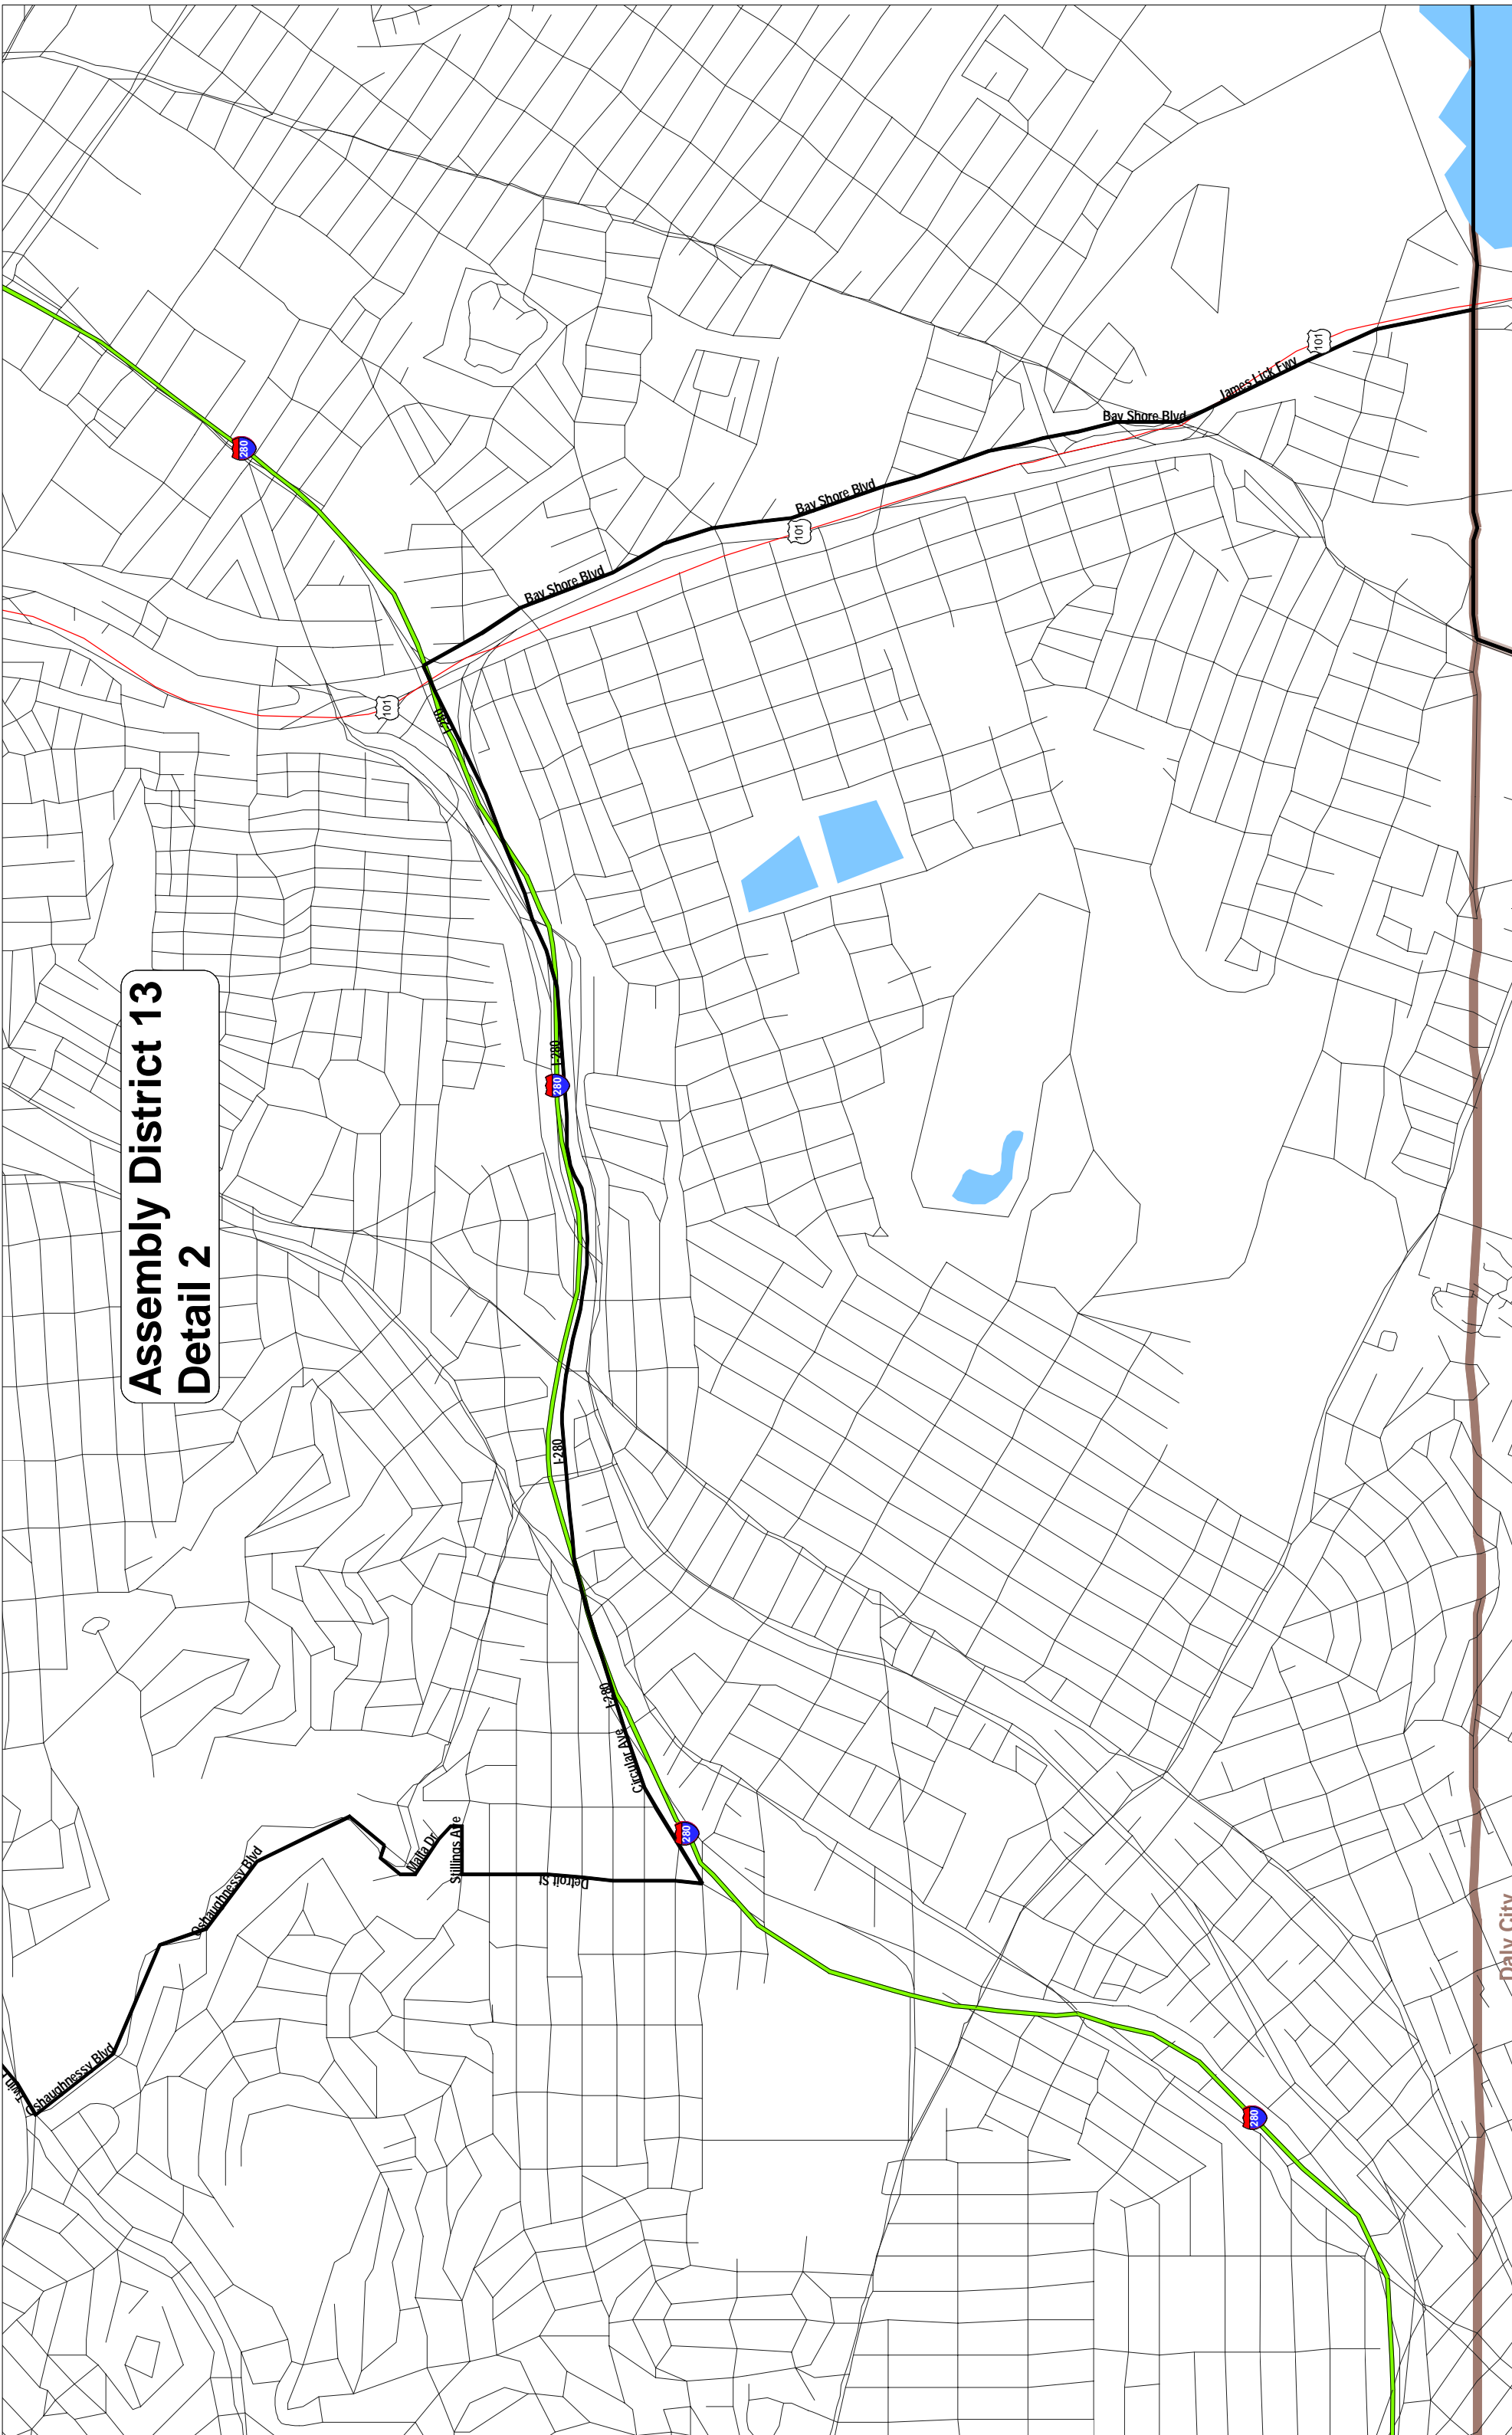 Assembly District 13
Detail 2
280
101
I-280
Bay Shore Blvd
Bay Shore Blvd
101
Bay Shore Blvd
James Lick Fwy
101
I-280
280
I-280
I-280
Circular Ave
280
Malta Dr
Stillings Ave
Detroit St
Oshaughnessy Blvd
Oshaughnessy Blvd
280
Daly City